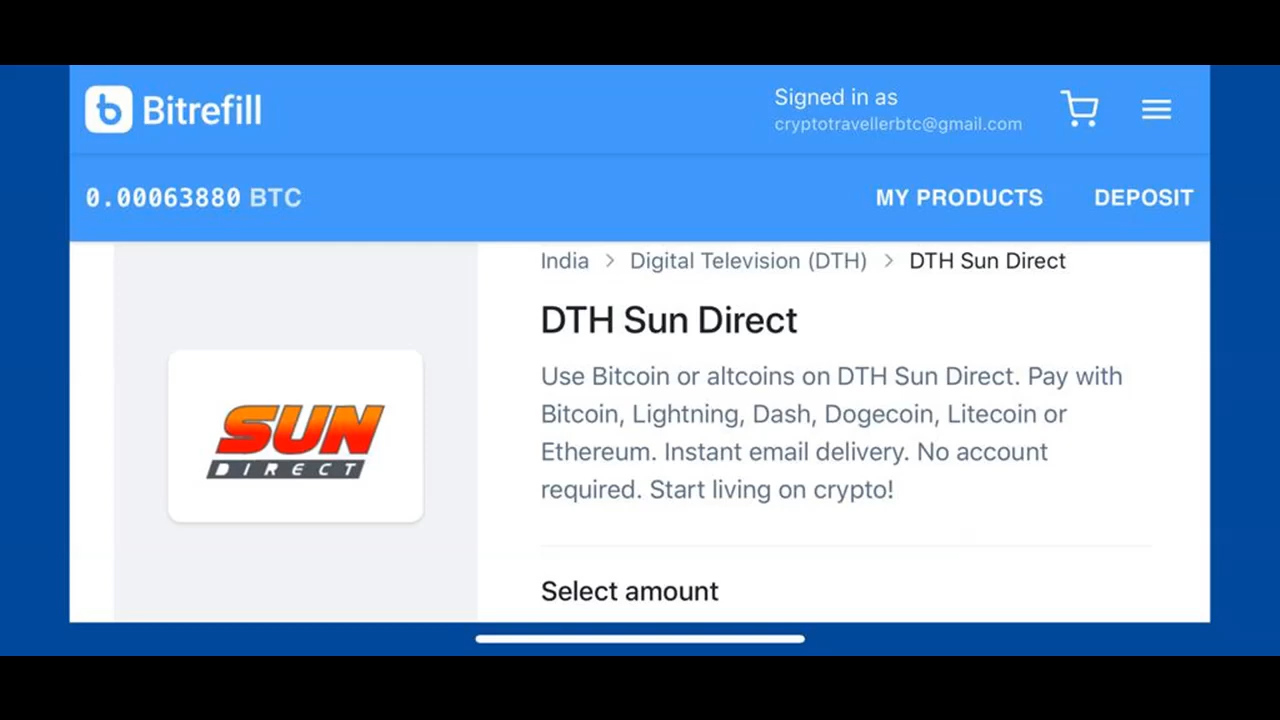 Bitrefill
Signed in as
cryptotravellerbtc@gmail.com
0.00063880 BTC
MY PRODUCTS
DEPOSIT
India > Digital Television (DTH) > DTH Sun Direct
DTH Sun Direct
Use Bitcoin or altcoins on DTH Sun Direct. Pay with
Bitcoin, Lightning, Dash, Dogecoin, Litecoin or
Ethereum. Instant email delivery. No account
required. Start living on crypto!
SUN
DIRECT
Select amount